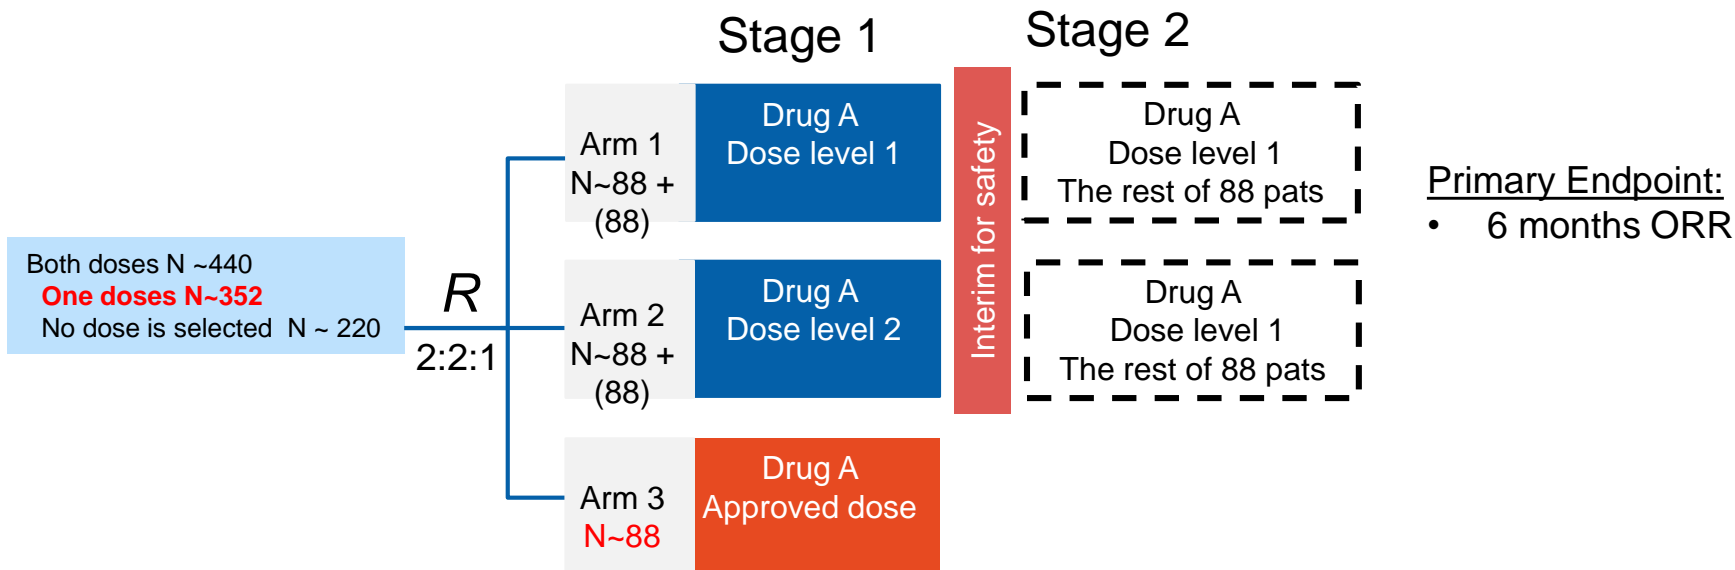 Stage 1
Stage 2
Both doses N ~440
One doses N~352
No dose is selected N ~ 220
R
2:2:1
Arm 1
N~88 +
(88)
Drug A
Dose level 1
Arm 2
N~88 +
(88)
Drug A
Dose level 2
Arm 3
N~88
Drug A
Approved dose
Interim for safety
Drug A
Dose level 1
The rest of 88 pats
Drug A
Dose level 1
The rest of 88 pats
Primary Endpoint:
• 6 months ORR